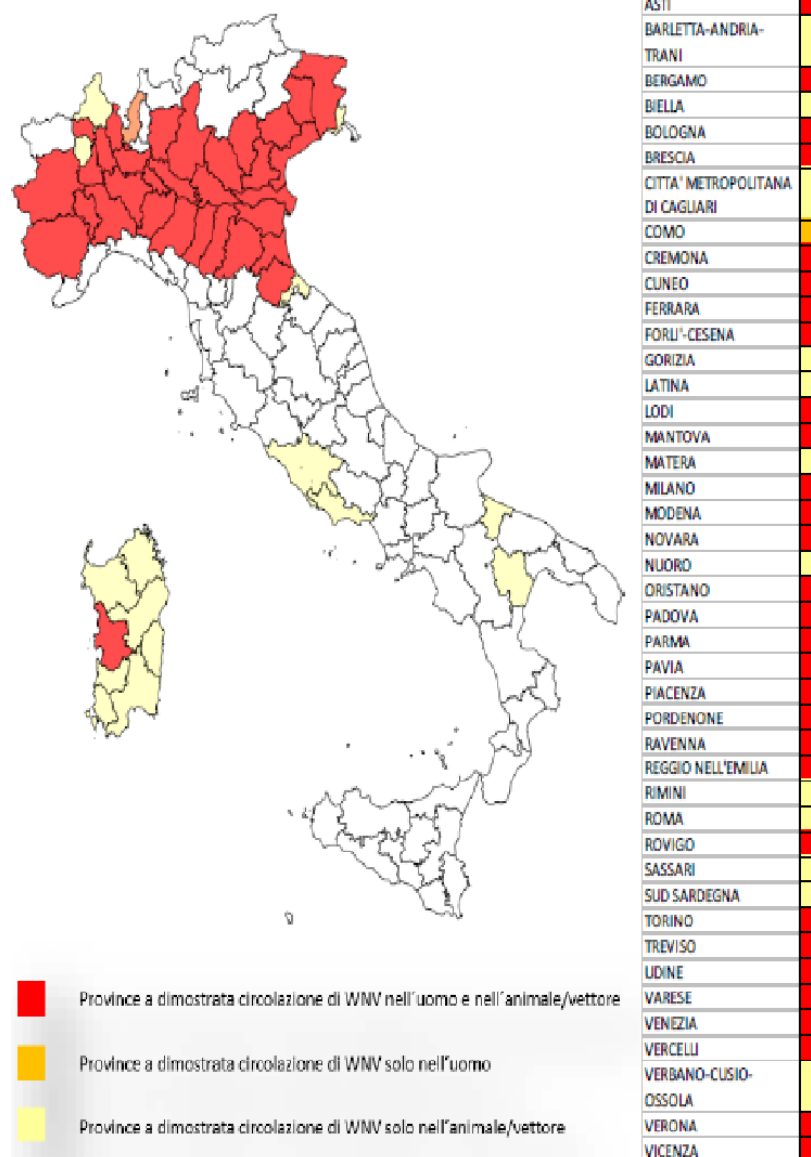 ASTI
BARLETTA-ANDRIA-
TRANI
BERGAMO
BIELLA
BOLOGNA
BRESCIA
CITTA' METROPOLITANA
DI CAGLIARI
COMO
CREMONA
CUNEO
FERRARA
FORLI'-CESENA
GORIZIA
LATINA
LODI
MANTOVA
MATERA
MILANO
MODENA
NOVARA
NUORO
ORISTANO
PADOVA
PARMA
PAVIA
PIACENZA
PORDENONE
RAVENNA
REGGIO NELL'EMILIA
RIMINI
ROMA
ROVIGO
SASSARI
SUD SARDEGNA
TORINO
TREVISO
UDINE
VARESE
VENEZIA
VERCELLI
VERBANO-CUSIO-
OSSOLA
VERONA
VICENZA
Province a dimostrata circolazione di WNV nell'uomo e nell'animale/vettore
Province a dimostrata circolazione di WNV solo nell'uomo
Province a dimostrata circolazione di WNV solo nell'animale/vettore